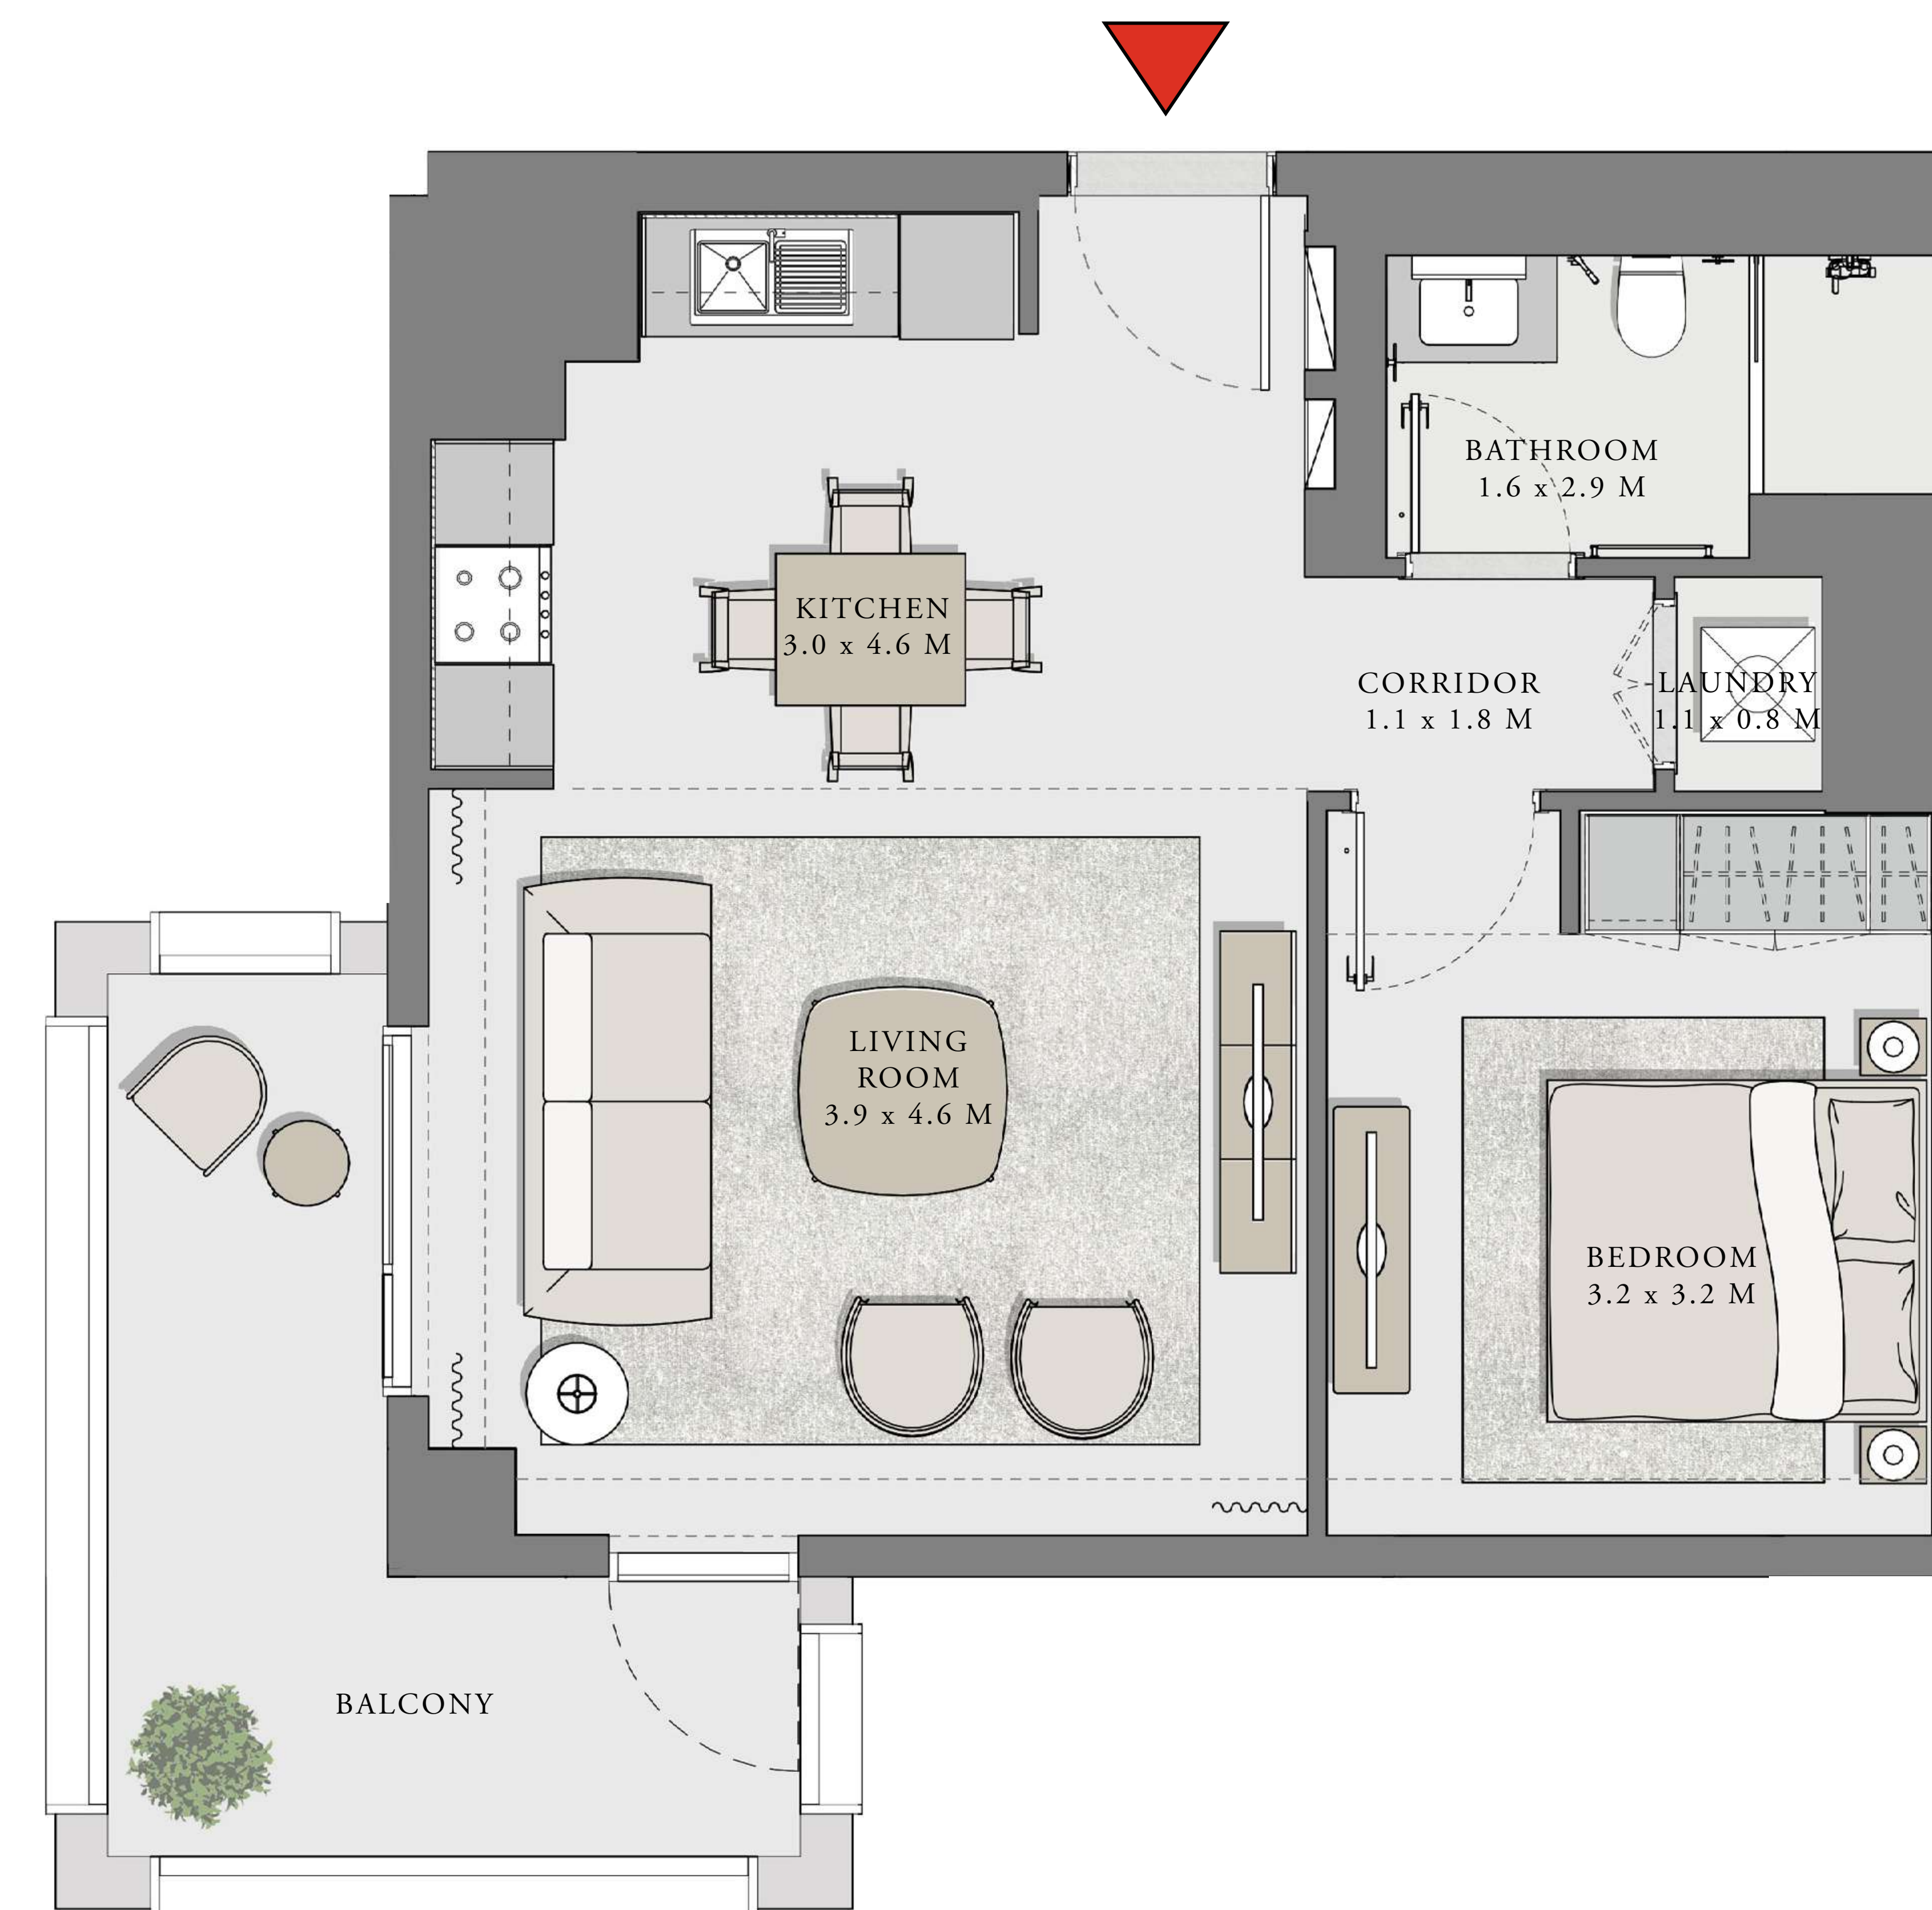 BATHROOM
1.6 x 2.9 M
KITCHEN
3.0 x 4.6 M
CORRIDOR
1.1 x 1.8 M
LAUNDRY
1.1 x 0.8 M
LIVING
ROOM
3.9 x 4.6 M
BEDROOM
3.2 x 3.2 M
BALCONY